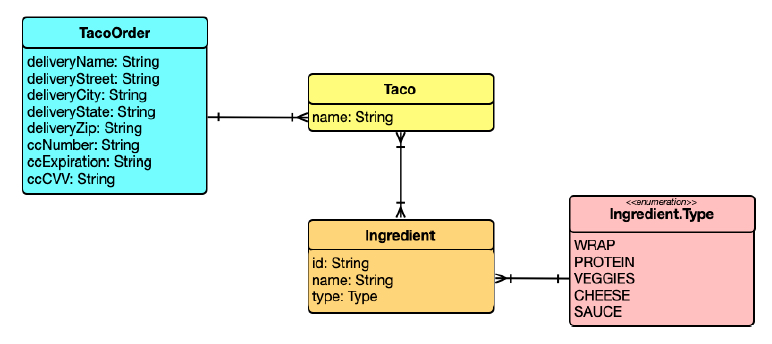 TacoOrder
deliveryName: String
deliveryStreet: String
deliveryCity: String
deliveryState: String
deliveryZip: String
ccNumber: String
ccExpiration: String
ccCVV: String
Taco
name: String
Ingredient
id: String
name: String
type: Type
<<enumeration>>
Ingredient.Type
WRAP
PROTEIN
VEGGIES
CHEESE
SAUCE